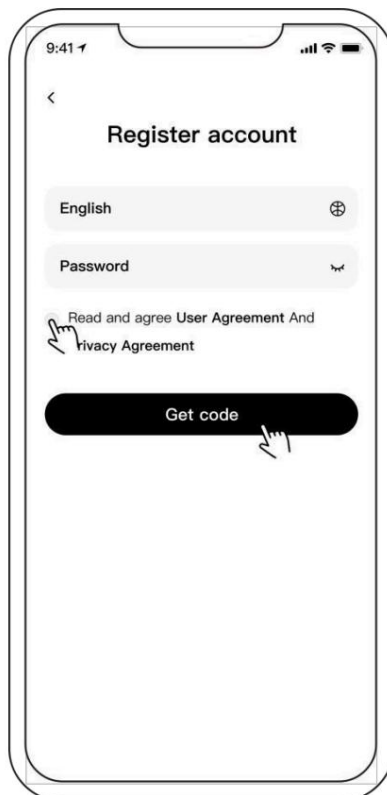 9:41
Register account
English
Password
Read and agree User Agreement And
rivacy Agreement
Get code